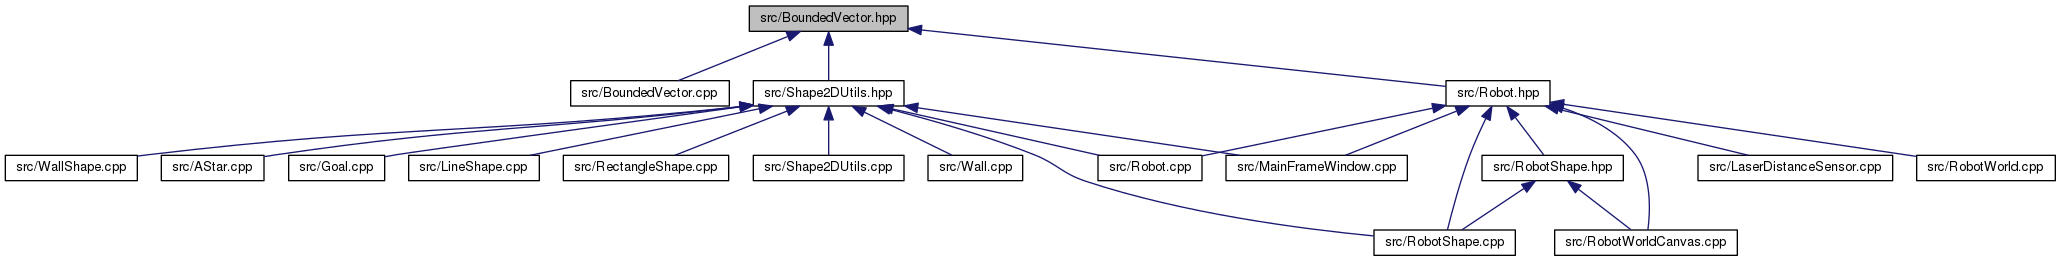 src/BoundedVector.hpp
src/BoundedVector.cpp
src/Shape2DUtils.hpp
src/Robot.hpp
src/WallShape.cpp
src/AStar.cpp
src/Goal.cpp
src/LineShape.cpp
src/RectangleShape.cpp
src/Shape2DUtils.cpp
src/Wall.cpp
src/Robot.cpp
src/MainFrameWindow.cpp
src/RobotShape.hpp
src/LaserDistanceSensor.cpp
src/RobotWorld.cpp
src/RobotShape.cpp
src/RobotWorldCanvas.cpp